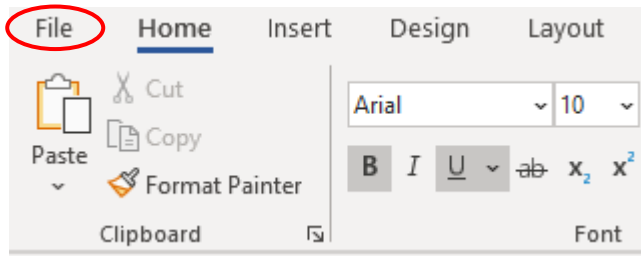 File Home Insert Design Layout
Cut
Arial 10
Copy
Paste
B I U ab x₂ x²
Format Painter
Clipboard Font